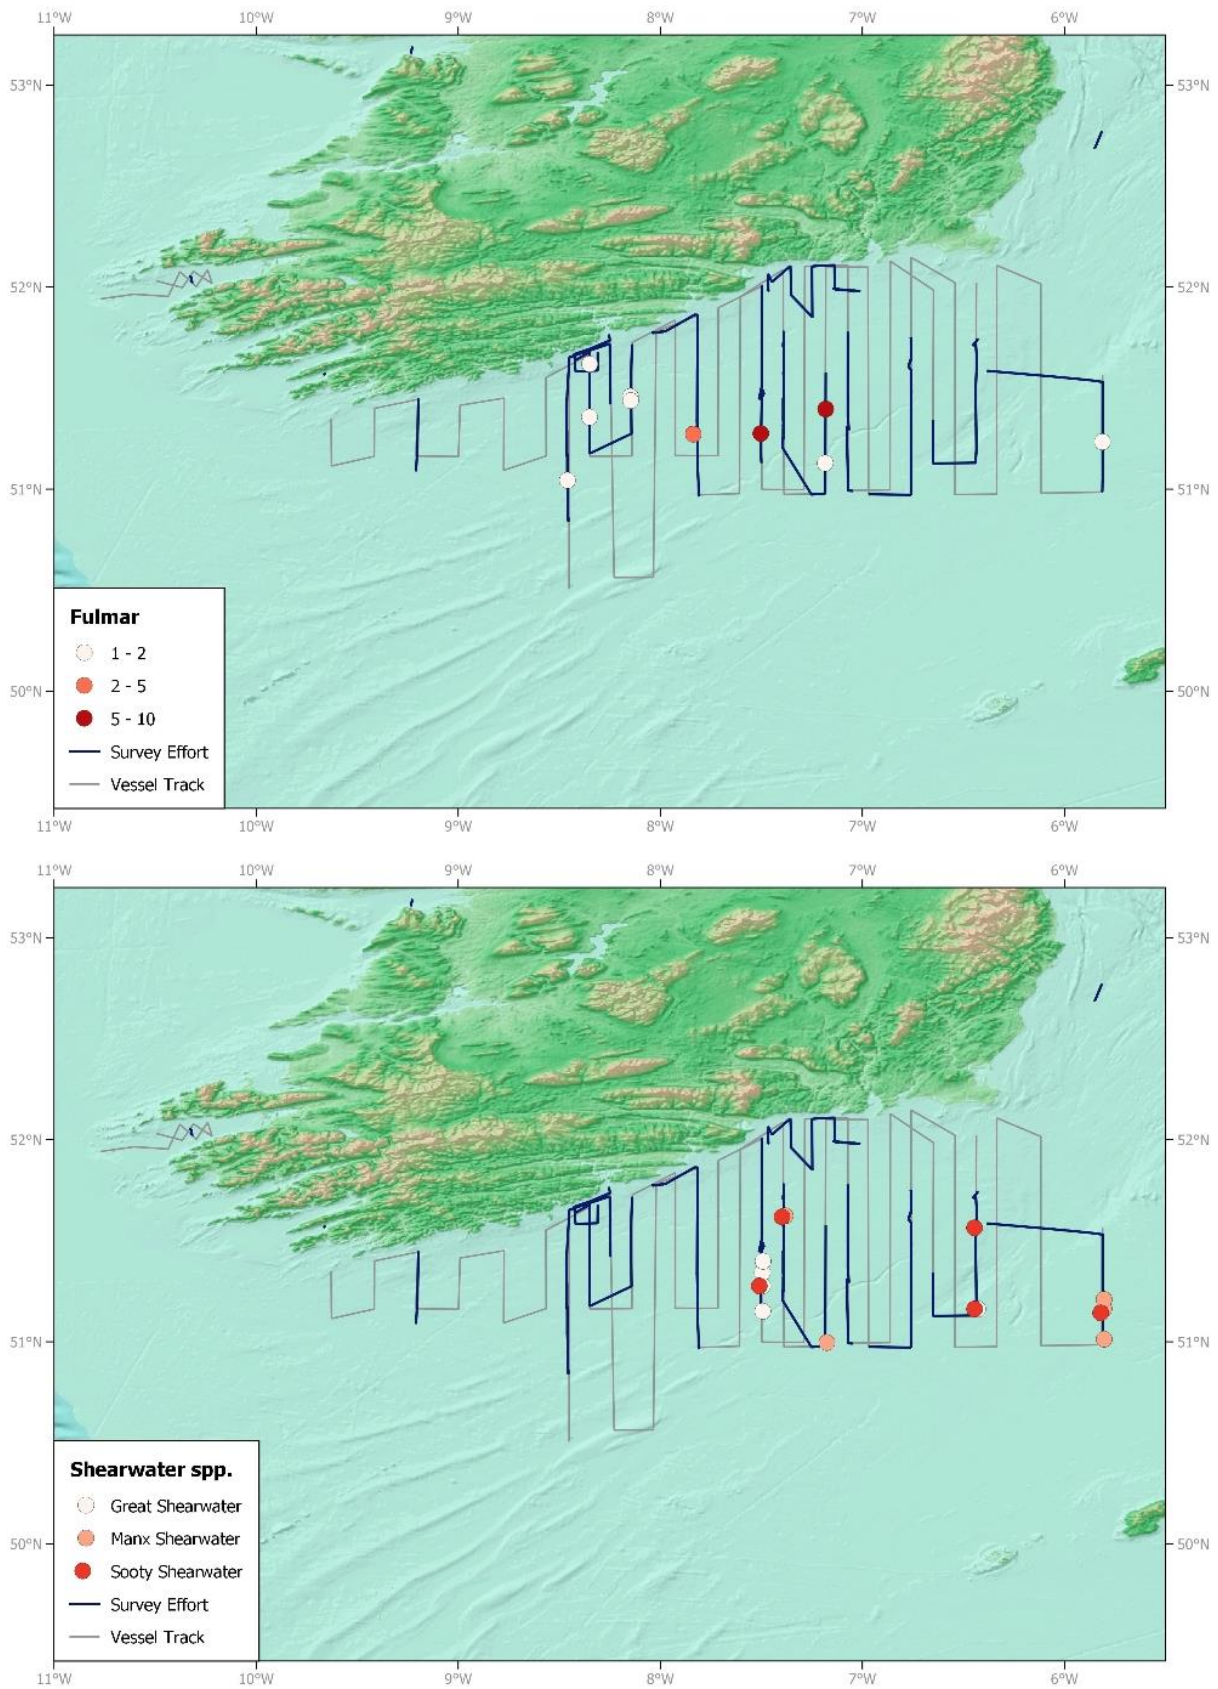 11°W 10°W 9°W 8°W 7°W 6°W
53°N 53°N
52°N 52°N
51°N 51°N
50°N 50°N
Fulmar
1 - 2
2 - 5
5 - 10
Survey Effort
Vessel Track
11°W 10°W 9°W 8°W 7°W 6°W
11°W 10°W 9°W 8°W 7°W 6°W
53°N 53°N
52°N 52°N
51°N 51°N
50°N 50°N
Shearwater spp.
Great Shearwater
Manx Shearwater
Sooty Shearwater
Survey Effort
Vessel Track
11°W 10°W 9°W 8°W 7°W 6°W